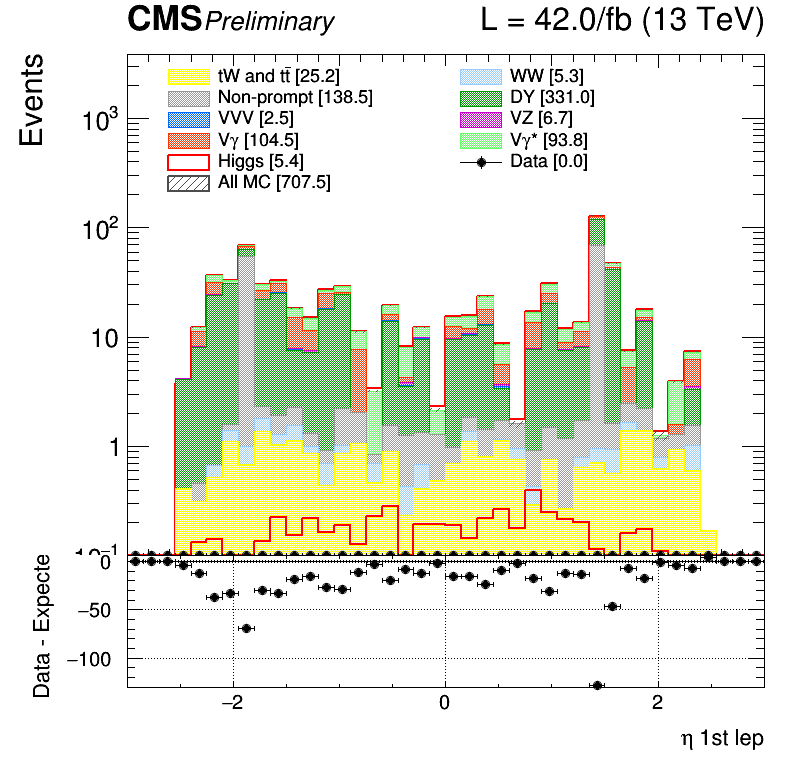 CMS Preliminary L = 42.0/fb (13 TeV)
Events
tW and tt̄ [25.2] WW [5.3]
Non-prompt [138.5] DY [331.0]
VVV [2.5] VZ [6.7]
Vγ [104.5] Vγ* [93.8]
Higgs [5.4] Data [0.0]
All MC [707.5]
10³
10²
10
1
Data - Expecte
0
−50
−100
−2 0 2
η 1st lep